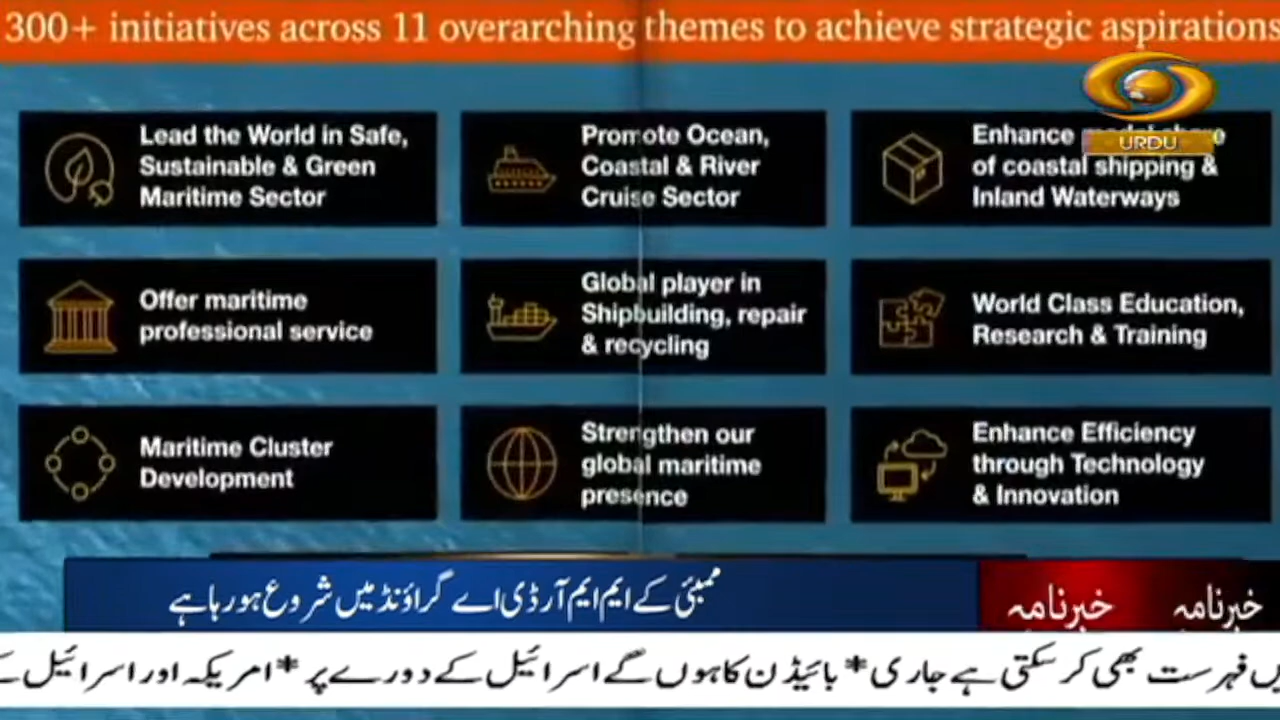 300+ initiatives across 11 overarching themes to achieve strategic aspirations
URDU
Lead the World in Safe,
Sustainable & Green
Maritime Sector
Promote Ocean,
Coastal & River
Cruise Sector
Enhance
of coastal shipping &
Inland Waterways
Offer maritime
professional service
Global player in
Shipbuilding, repair
& recycling
World Class Education,
Research & Training
Maritime Cluster
Development
Strengthen our
global maritime
presence
Enhance Efficiency
through Technology
& Innovation
ممبئی کے ایم ایم آر ڈی اے گراؤنڈ میں شروع ہو رہا ہے
خبرنامہ خبرنامہ
فہرست بھی کر سکتی ہے جاری * بائیڈن کا ہوں گے اسرائیل کے دورے پر * امریکہ اور اسرائیل کے